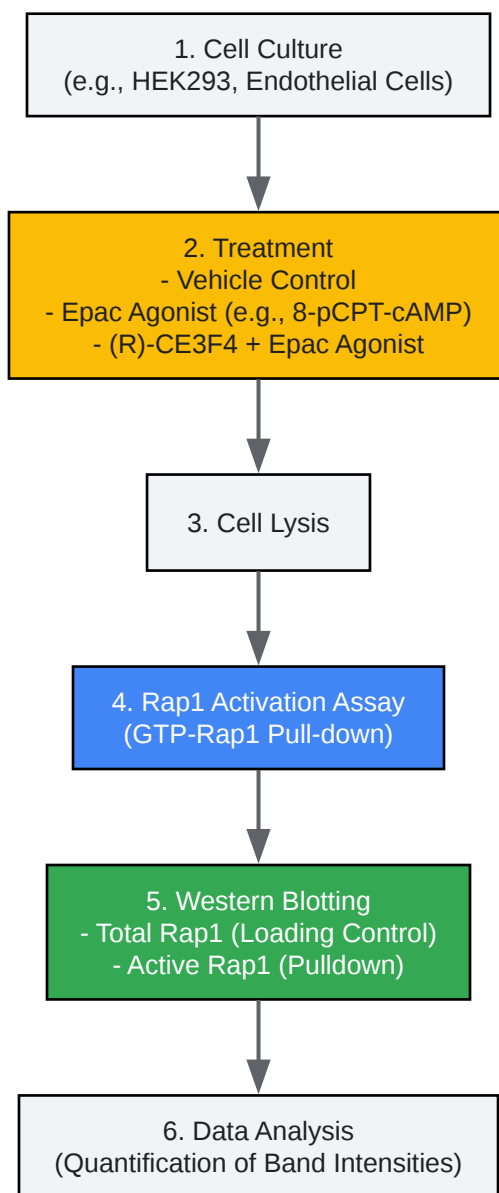 1. Cell Culture
(e.g., HEK293, Endothelial Cells)
2. Treatment
- Vehicle Control
- Epac Agonist (e.g., 8-pCPT-cAMP)
- (R)-CE3F4 + Epac Agonist
3. Cell Lysis
4. Rap1 Activation Assay
(GTP-Rap1 Pull-down)
5. Western Blotting
- Total Rap1 (Loading Control)
- Active Rap1 (Pulldown)
6. Data Analysis
(Quantification of Band Intensities)